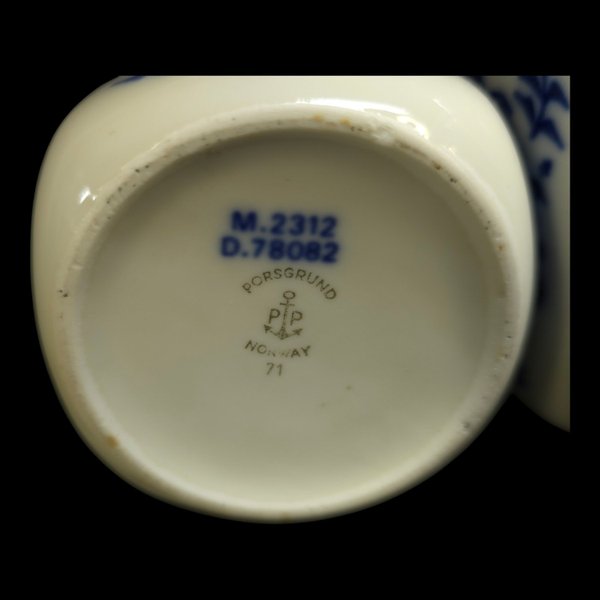 M.2312
D.78082
PORSGRUND
P P
NORWAY
71